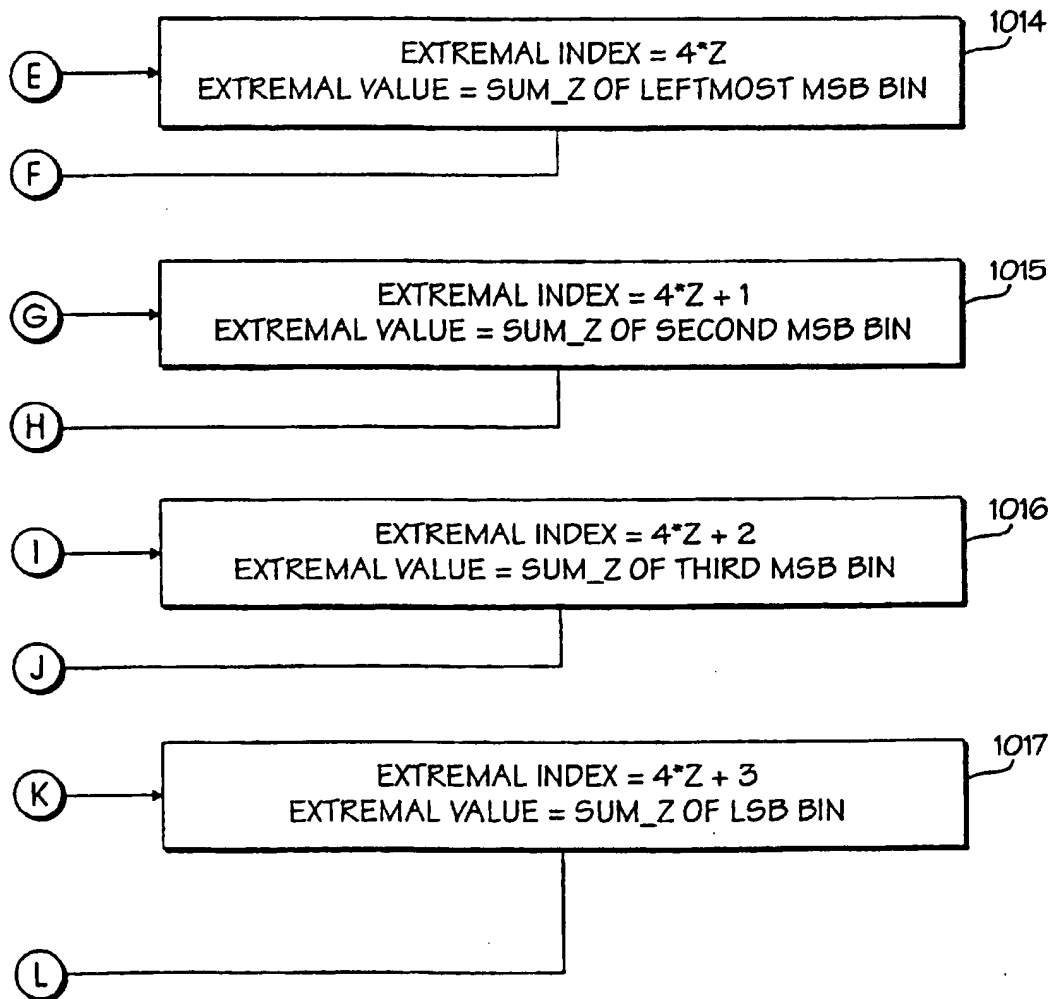 1014
EXTREMAL INDEX = 4*Z
EXTREMAL VALUE = SUM_Z OF LEFTMOST MSB BIN
E
F
1015
EXTREMAL INDEX = 4*Z + 1
EXTREMAL VALUE = SUM_Z OF SECOND MSB BIN
G
H
1016
EXTREMAL INDEX = 4*Z + 2
EXTREMAL VALUE = SUM_Z OF THIRD MSB BIN
I
J
1017
EXTREMAL INDEX = 4*Z + 3
EXTREMAL VALUE = SUM_Z OF LSB BIN
K
L